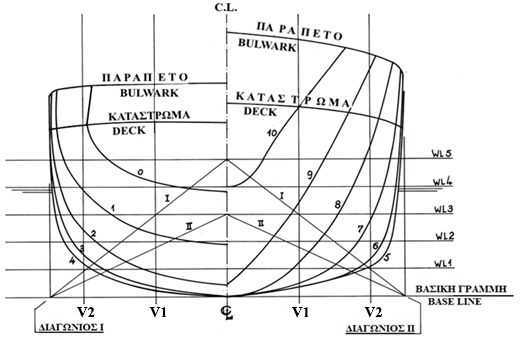 C.L.
ΠΑΡΑΠΕΤΟ
BULWARK
ΠΑΡΑΠΕΤΟ
BULWARK
ΚΑΤΑΣΤΡΩΜΑ
DECK
ΚΑΤΑΣΤΡΩΜΑ
DECK
10
WL5
0
9
I
I
WL4
1
8
WL3
II
II
2
7
WL2
3
6
4
5
WL1
ΒΑΣΙΚΗ ΓΡΑΜΜΗ
BASE LINE
V2
V1
CL
V1
V2
ΔΙΑΓΩΝΙΟΣ I
ΔΙΑΓΩΝΙΟΣ II